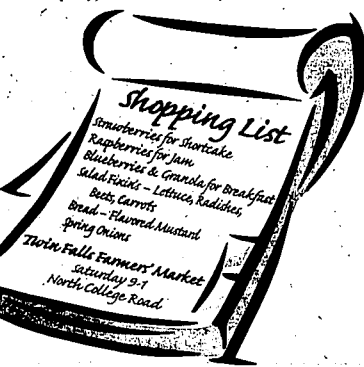 Shopping List
Strawberries for Shortcake
Raspberries for Jam
Blueberries & Granola for Breakfast
Salad Fixin's – Lettuce, Radishes,
Beets, Carrots
Bread – Flavored Mustard
Spring Onions
Twin Falls Farmers' Market
Saturday 9-1
North College Road